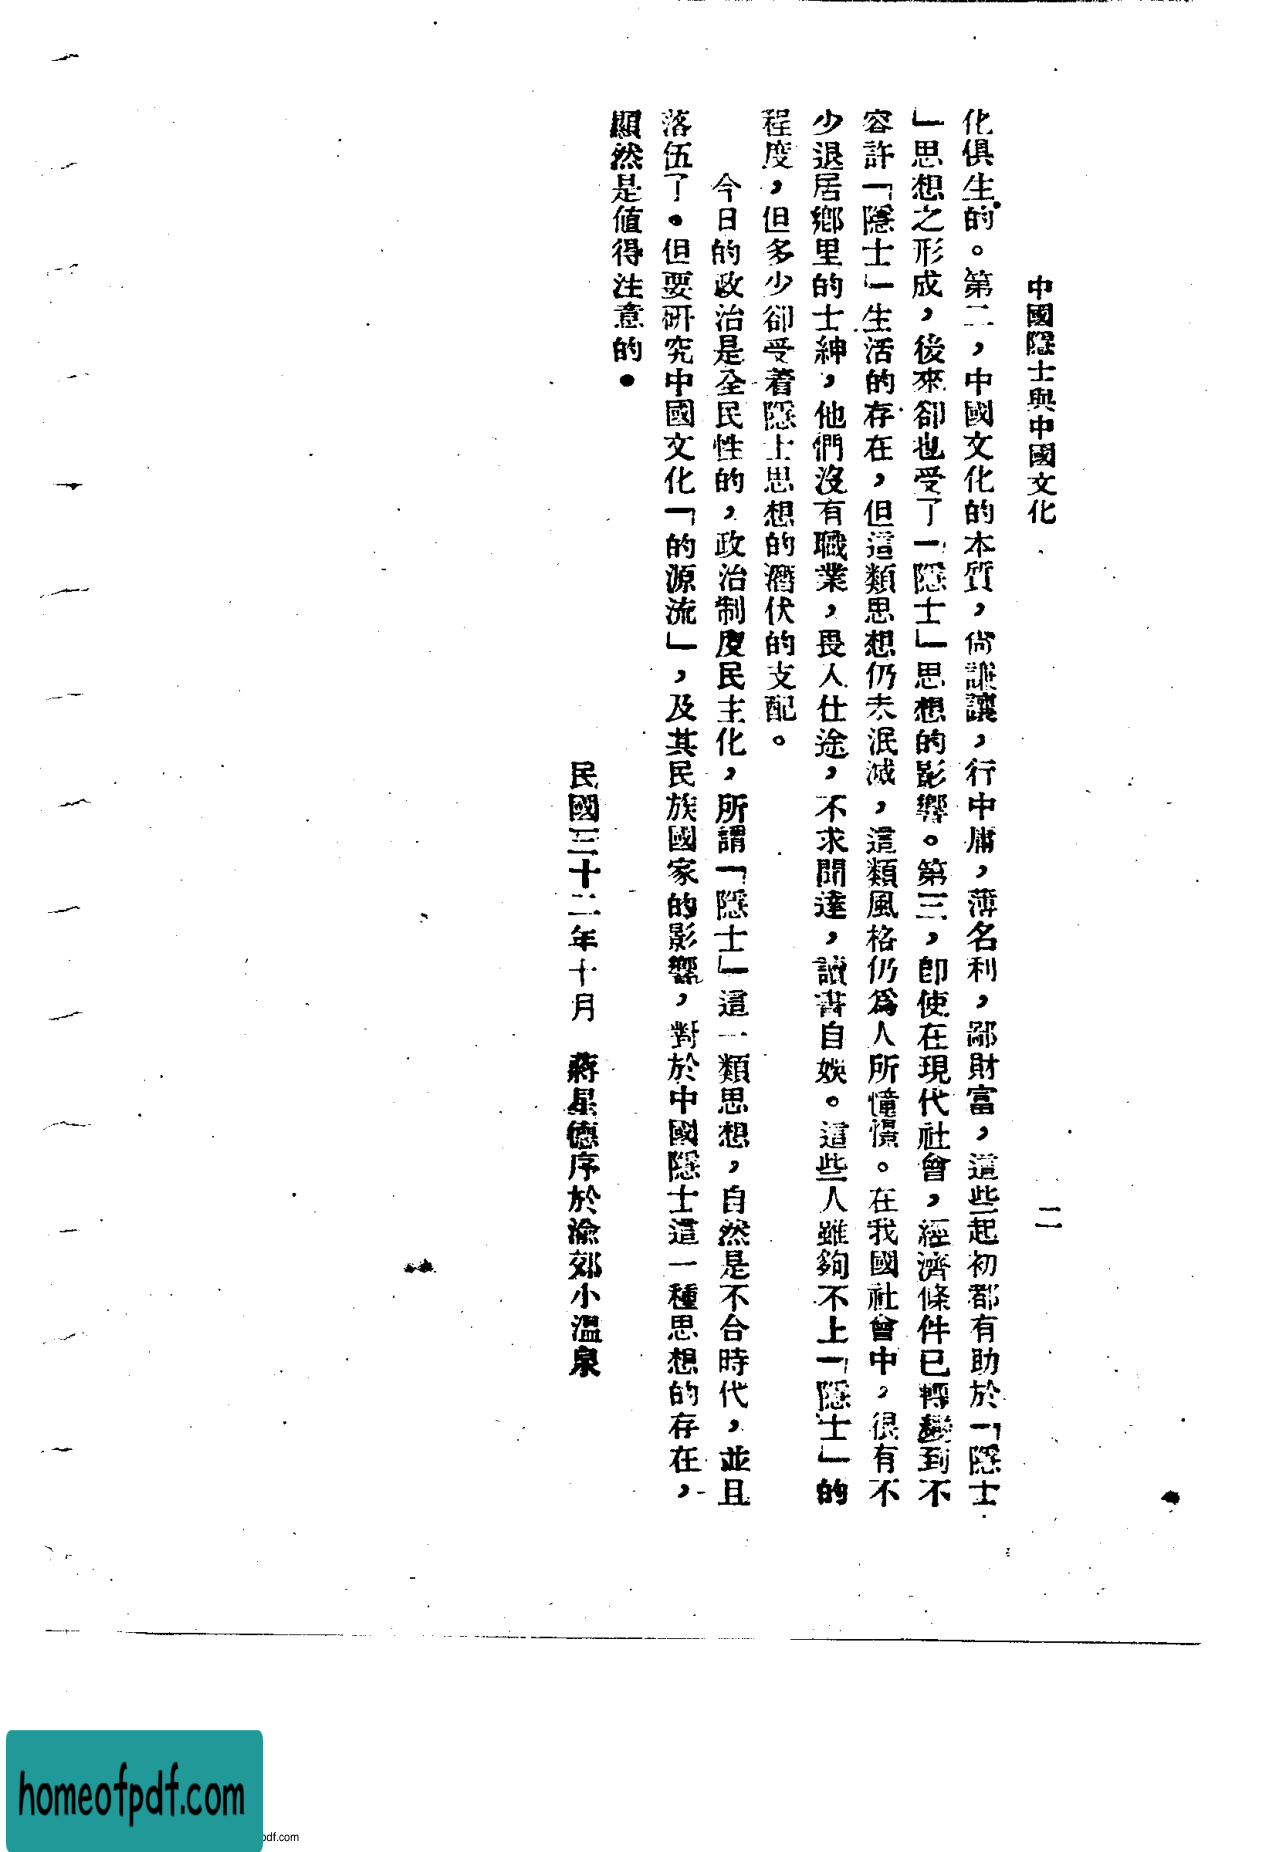 中國隱士與中國文化
二
化俱生的。第二，中國文化的本質，尙謙讓，行中庸，薄名利，鄙財富，這些起初都有助於「隱士
」思想之形成，後來卻也受了「隱士」思想的影響。第三，卽使在現代社會，經濟條件已轉變到不
容許「隱士」生活的存在，但這類思想仍未泯滅，這類風格仍爲人所憧憬。在我國社會中，很有不
少退居鄉里的士紳，他們沒有職業，畏入仕途，不求聞達，讀書自娛。這些人雖夠不上「隱士」的
程度，但多少卻受着隱士思想的潛伏的支配。
今日的政治是全民性的，政治制度民主化，所謂「隱士」這一類思想，自然是不合時代，並且
落伍了。但要研究中國文化「的源流」，及其民族國家的影響，對於中國隱士這一種思想的存在，
顯然是値得注意的。
民國三十二年十月　蔣星德序於渝郊小溫泉
homeofpdf.com
pdf.com